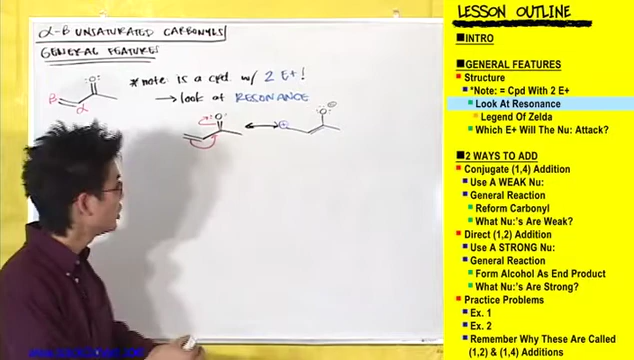 α-β UNSATURATED CARBONYLS
GENERAL FEATURES
*note is a cpd w/ 2 E+!
→ look at RESONANCE
β
α
O
O
O
LESSON OUTLINE
INTRO
GENERAL FEATURES
Structure
*Note: = Cpd With 2 E+
Look At Resonance
Legend Of Zelda
Which E+ Will The Nu: Attack?
2 WAYS TO ADD
Conjugate (1,4) Addition
Use A WEAK Nu:
General Reaction
Reform Carbonyl
What Nu:'s Are Weak?
Direct (1,2) Addition
Use A STRONG Nu:
General Reaction
Form Alcohol As End Product
What Nu:'s Are Strong?
Practice Problems
Ex. 1
Ex. 2
Remember Why These Are Called
(1,2) & (1,4) Additions